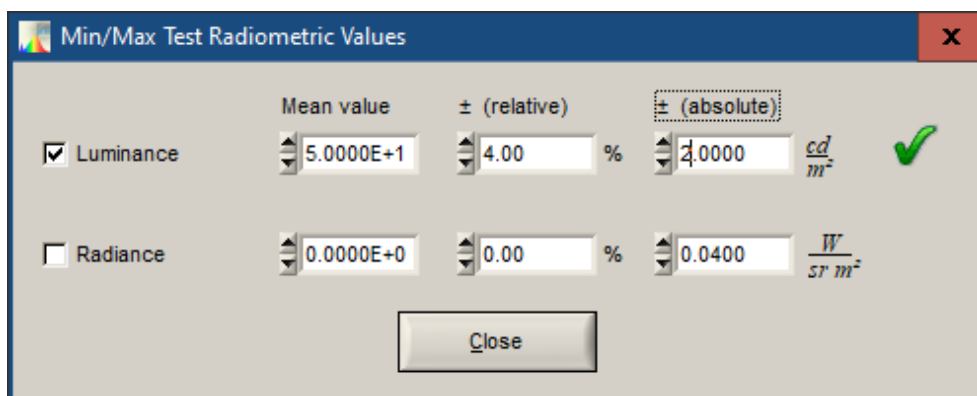 Min/Max Test Radiometric Values
x
Mean value ± (relative) ± (absolute)
Luminance 5.0000E+1 4.00 % 2.0000 cd/m²
Radiance 0.0000E+0 0.00 % 0.0400 W/sr m²
Close